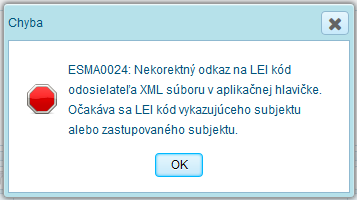 Chyba
ESMA0024: Nekorektný odkaz na LEI kód
odosielateľa XML súboru v aplikačnej hlavičke.
Očakáva sa LEI kód vykazujúceho subjektu
alebo zastupovaného subjektu.
OK